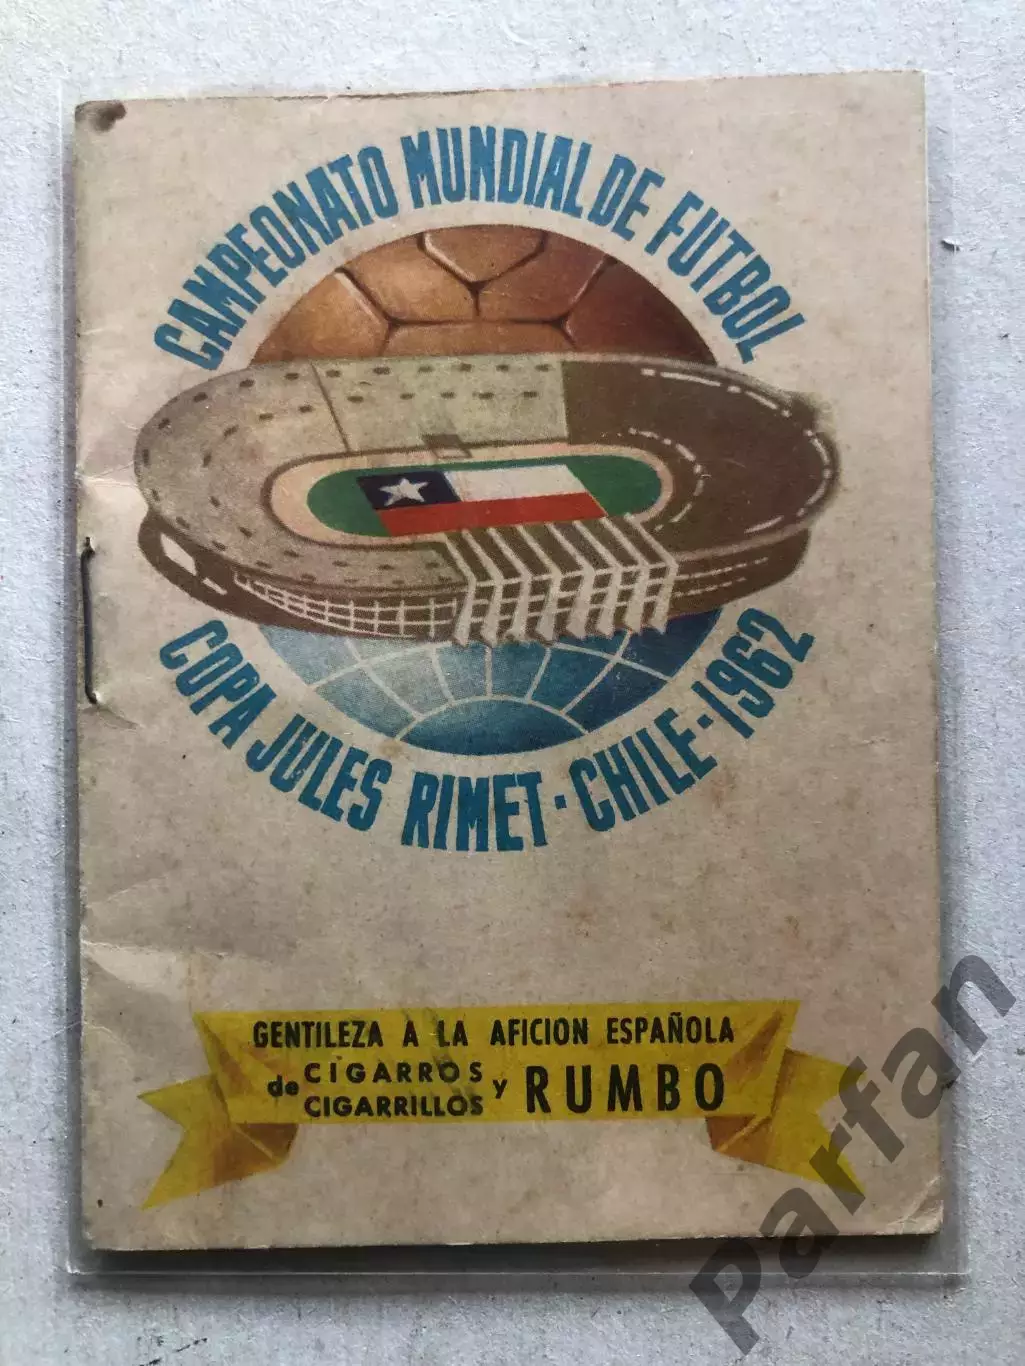 CAMPEONATO MUNDIAL DE FUTBOL
COPA JULES RIMET - CHILE - 1962
GENTILEZA A LA AFICION ESPAÑOLA
de CIGARROS y RUMBO
CIGARRILLOS
Parfan